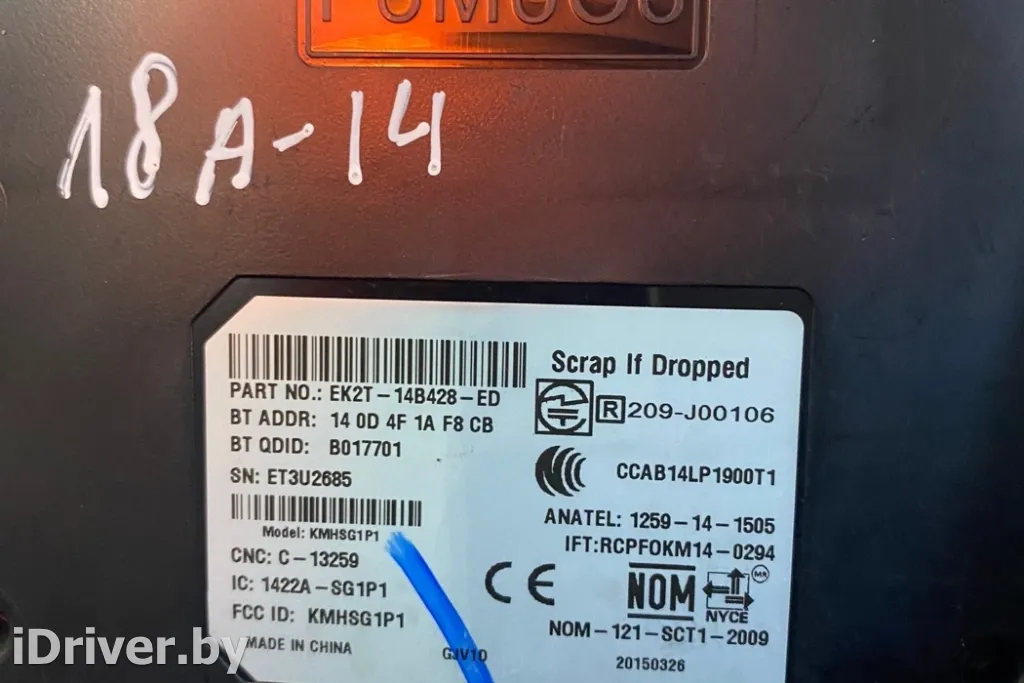 18A-14
PART NO.: EK2T-14B428-ED
BT ADDR: 14 0D 4F 1A F8 CB
BT QDID: B017701
SN: ET3U2685
Model: KMHSG1P1
CNC: C-13259
IC: 1422A-SG1P1
FCC ID: KMHSG1P1
MADE IN CHINA
GJV10
Scrap If Dropped
R 209-J00106
CCAB14LP1900T1
ANATEL: 1259-14-1505
IFT:RCPFOKM14-0294
CE
NOM
NYCE
MR
NOM-121-SCT1-2009
20150326
iDriver.by